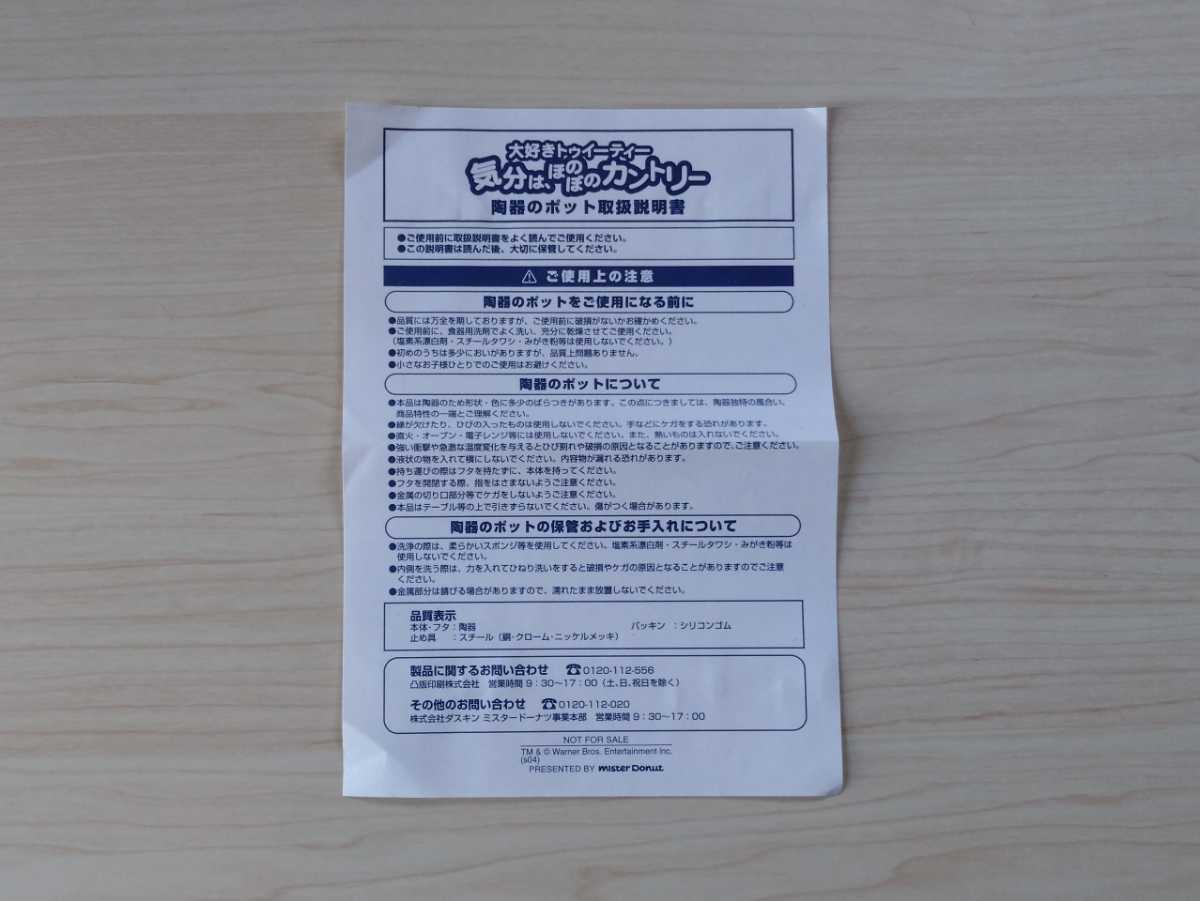 大好きトゥイーティー
気分は、ほのぼのカントリー
陶器のポット取扱説明書
●ご使用前に取扱説明書をよく読んでご使用ください。
●この説明書は読んだ後、大切に保管してください。
⚠ ご使用上の注意
陶器のポットをご使用になる前に
●品質には万全を期しておりますが、ご使用前に破損がないかお確かめください。
●ご使用前に、食器用洗剤でよく洗い、充分に乾燥させてご使用ください。
（塩素系漂白剤・スチールタワシ・みがき粉等は使用しないでください。）
●初めのうちは多少においがありますが、品質上問題ありません。
●小さなお子様ひとりでのご使用はお避けください。
陶器のポットについて
●本品は陶器のため形状・色に多少のばらつきがあります。この点につきましては、陶器独特の風合い、
商品特性の一端とご理解ください。
●縁が欠けたり、ひびの入ったものは使用しないでください。手などにケガをする恐れがあります。
●直火・オーブン・電子レンジ等には使用しないでください。また、熱いものは入れないでください。
●強い衝撃や急激な温度変化を与えるとひび割れや破損の原因となることがありますので、ご注意ください。
●液状の物を入れて横にしないでください。内容物が漏れる恐れがあります。
●持ち運びの際はフタを持たずに、本体を持ってください。
●フタを開閉する際、指をはさまないようご注意ください。
●金属の切り口部分等でケガをしないようご注意ください。
●本品はテーブル等の上で引きずらないでください。傷がつく場合があります。
陶器のポットの保管およびお手入れについて
●洗浄の際は、柔らかいスポンジ等を使用してください。塩素系漂白剤・スチールタワシ・みがき粉等は
使用しないでください。
●内側を洗う際は、力を入れてひねり洗いをすると破損やケガの原因となることがありますのでご注意
ください。
●金属部分は錆びる場合がありますので、濡れたまま放置しないでください。
品質表示
本体・フタ：陶器 パッキン ：シリコンゴム
止め具 ：スチール（銅・クローム・ニッケルメッキ）
製品に関するお問い合わせ ☎0120-112-556
凸版印刷株式会社 営業時間 9：30〜17：00（土、日、祝日を除く）
その他のお問い合わせ ☎0120-112-020
株式会社ダスキン ミスタードーナツ事業本部 営業時間 9：30〜17：00
NOT FOR SALE
TM & © Warner Bros. Entertainment Inc.
(s04)
PRESENTED BY mister Donut